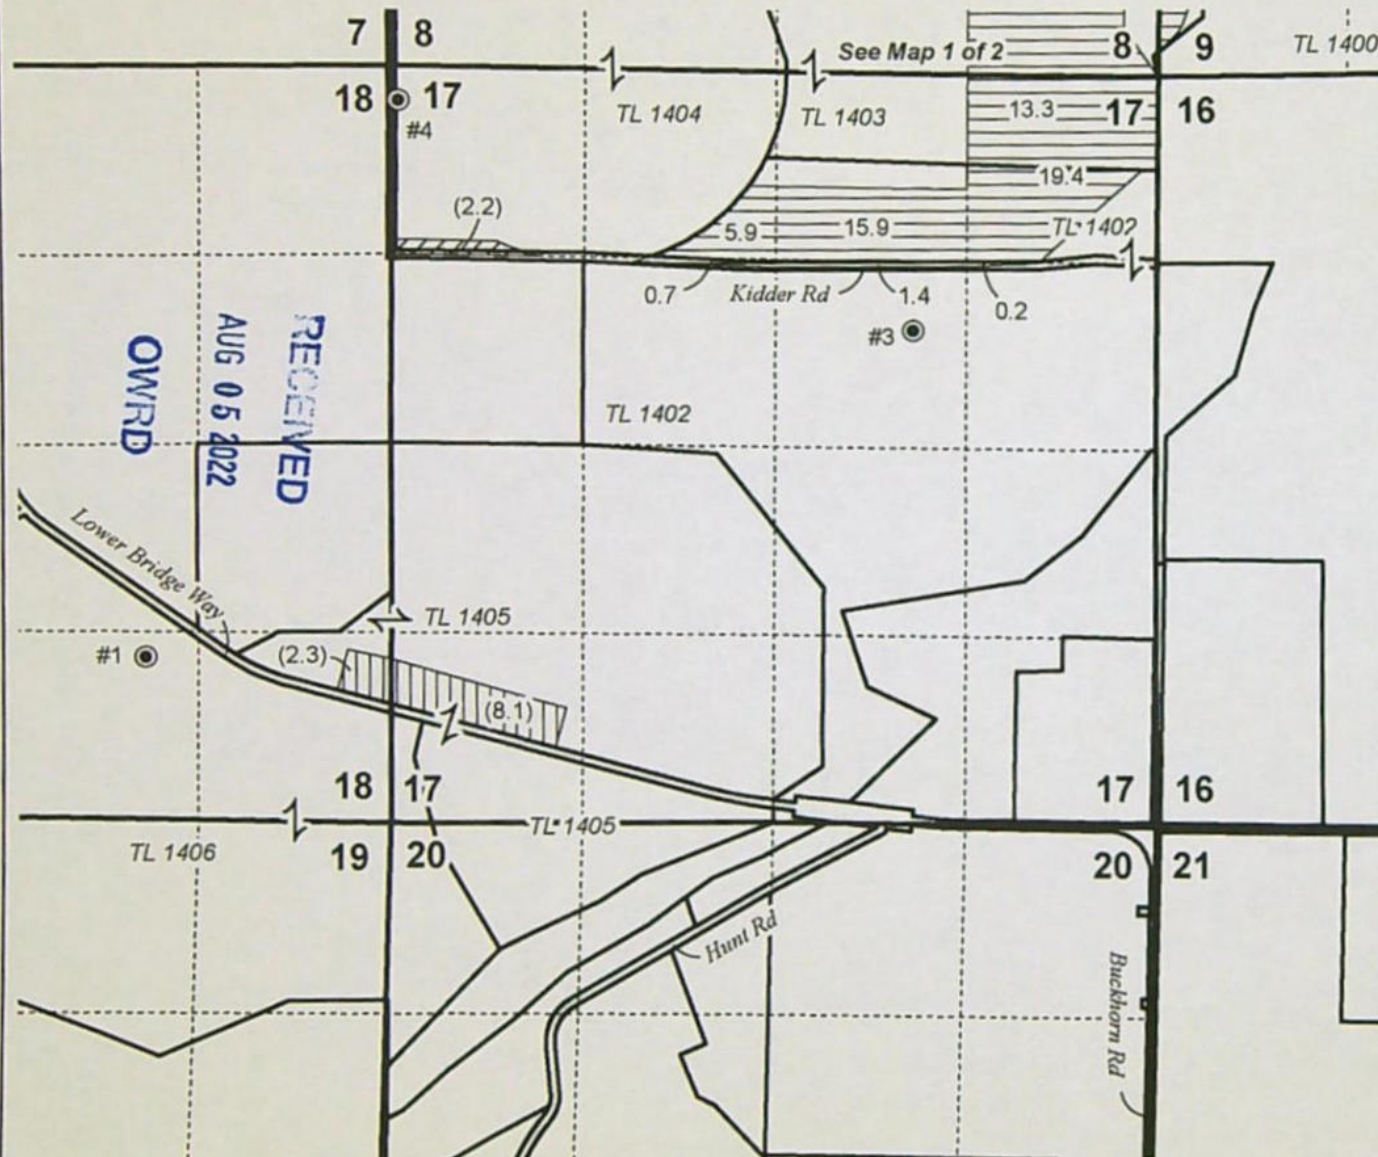 7 8
See Map 1 of 2
8 9
TL 1400
18 17
#4
TL 1404
TL 1403
13.3
17 16
19.4
(2.2)
5.9
15.9
TL 1402
0.7
Kidder Rd
1.4
0.2
#3
RECEIVED
AUG 05 2022
OWRD
TL 1402
Lower Bridge Way
TL 1405
#1
(2.3)
(8.1)
18 17
17 16
TL 1405
TL 1406
19 20
20 21
Hunt Rd
Buckhorn Rd